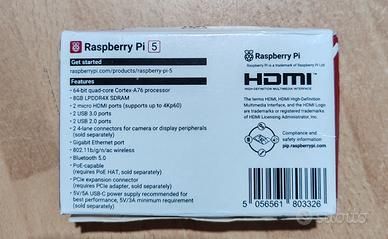 Raspberry Pi 5
Get started
raspberrypi.com/products/raspberry-pi-5
Features
• 64-bit quad-core Cortex-A76 processor
• 8GB LPDDR4X SDRAM
• 2 micro HDMI ports (supports up to 4Kp60)
• 2 USB 3.0 ports
• 2 USB 2.0 ports
• 2 4-lane connectors for camera/display peripherals
(sold separately)
• Gigabit Ethernet port
• 802.11b/g/n/ac wireless
• Bluetooth 5.0
• PoE-capable
(requires PoE HAT, sold separately)
• PCIe expansion connector
(requires PCIe adapter, sold separately)
• 5V/5A USB-C power supply recommended for
best performance, 5V/3A minimum requirement
(sold separately)
Raspberry Pi
Raspberry Pi is a trademark of Raspberry Pi Ltd
HDMI
HIGH-DEFINITION MULTIMEDIA INTERFACE
The terms HDMI, HDMI High-Definition
Multimedia Interface, and the HDMI Logo
are trademarks or registered trademarks of
HDMI Licensing Administrator, Inc.
Compliance
and safety
information
pip.raspberrypi.com
5 056561 803326
subito